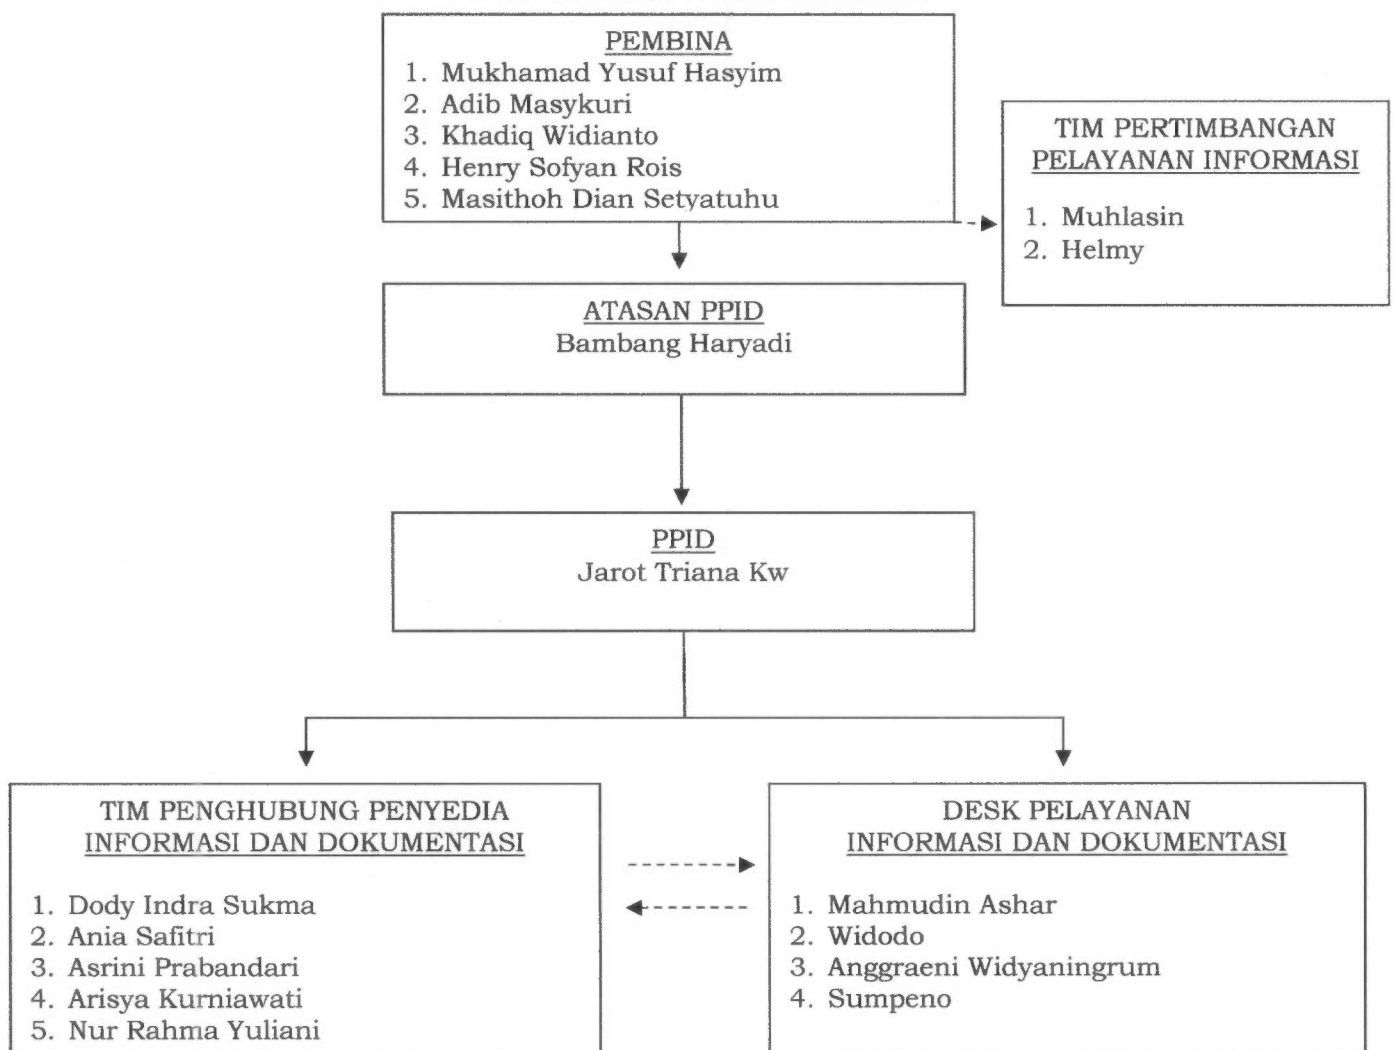 PEMBINA
1. Mukhamad Yusuf Hasyim
2. Adib Masykuri
3. Khadiq Widianto
4. Henry Sofyan Rois
5. Masithoh Dian Setyatuhu
TIM PERTIMBANGAN
PELAYANAN INFORMASI
1. Muhlasin
2. Helmy
ATASAN PPID
Bambang Haryadi
PPID
Jarot Triana Kw
TIM PENGHUBUNG PENYEDIA
INFORMASI DAN DOKUMENTASI
1. Dody Indra Sukma
2. Ania Safitri
3. Asrini Prabandari
4. Arisya Kurniawati
5. Nur Rahma Yuliani
DESK PELAYANAN
INFORMASI DAN DOKUMENTASI
1. Mahmudin Ashar
2. Widodo
3. Anggraeni Widyaningrum
4. Sumpeno